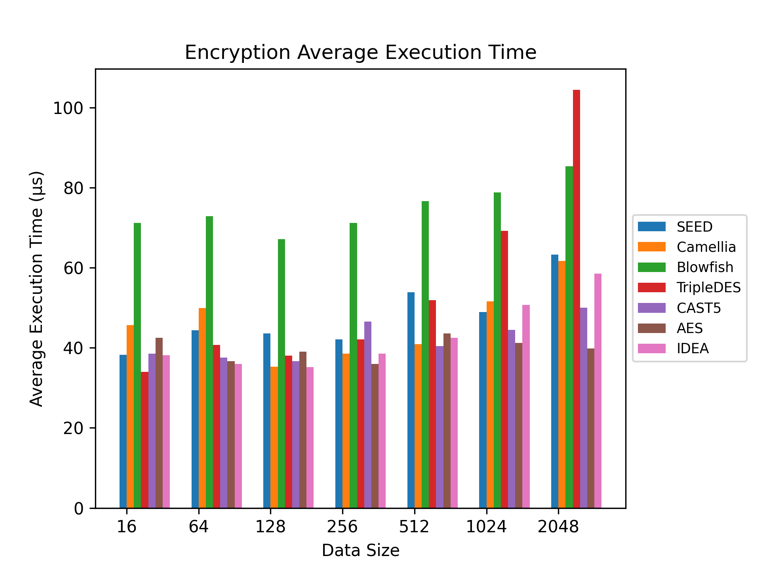 Encryption Average Execution Time
Average Execution Time (µs)
100
80
60
40
20
0
16 64 128 256 512 1024 2048
Data Size
SEED
Camellia
Blowfish
TripleDES
CAST5
AES
IDEA